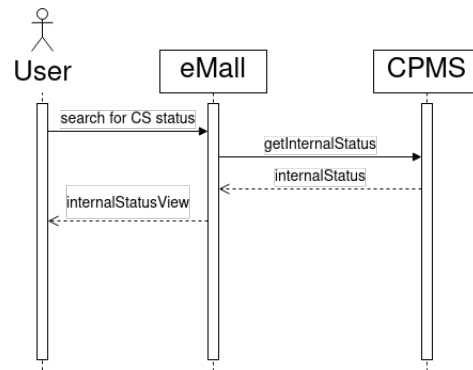 User
eMall
CPMS
search for CS status
getInternalStatus
internalStatus
internalStatusView